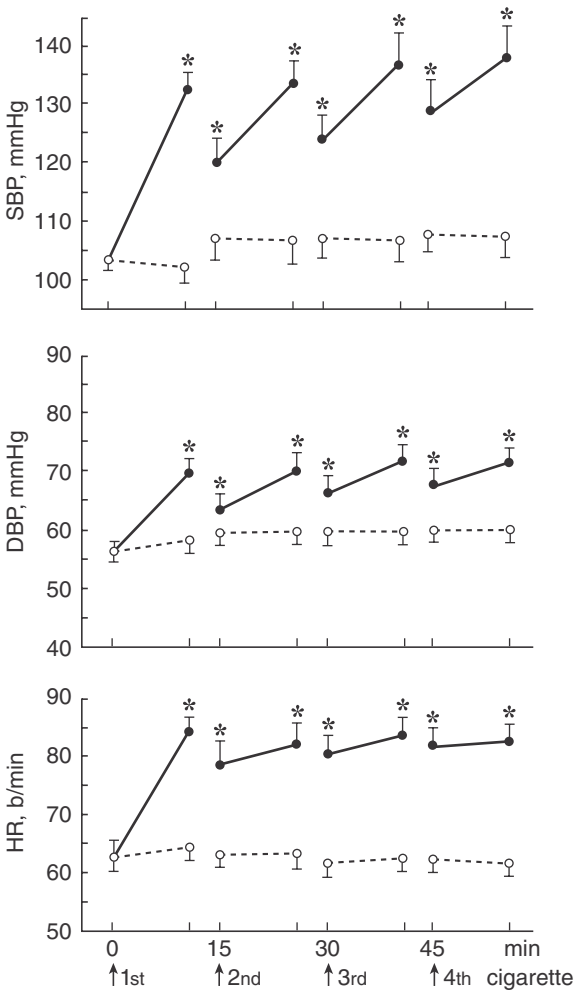 SBP, mmHg
140
130
120
110
100
* * * * * * *
DBP, mmHg
90
80
70
60
50
40
* * * * * * *
HR, b/min
90
80
70
60
50
* * * * * * *
0 15 30 45 min
↑1st ↑2nd ↑3rd ↑4th cigarette